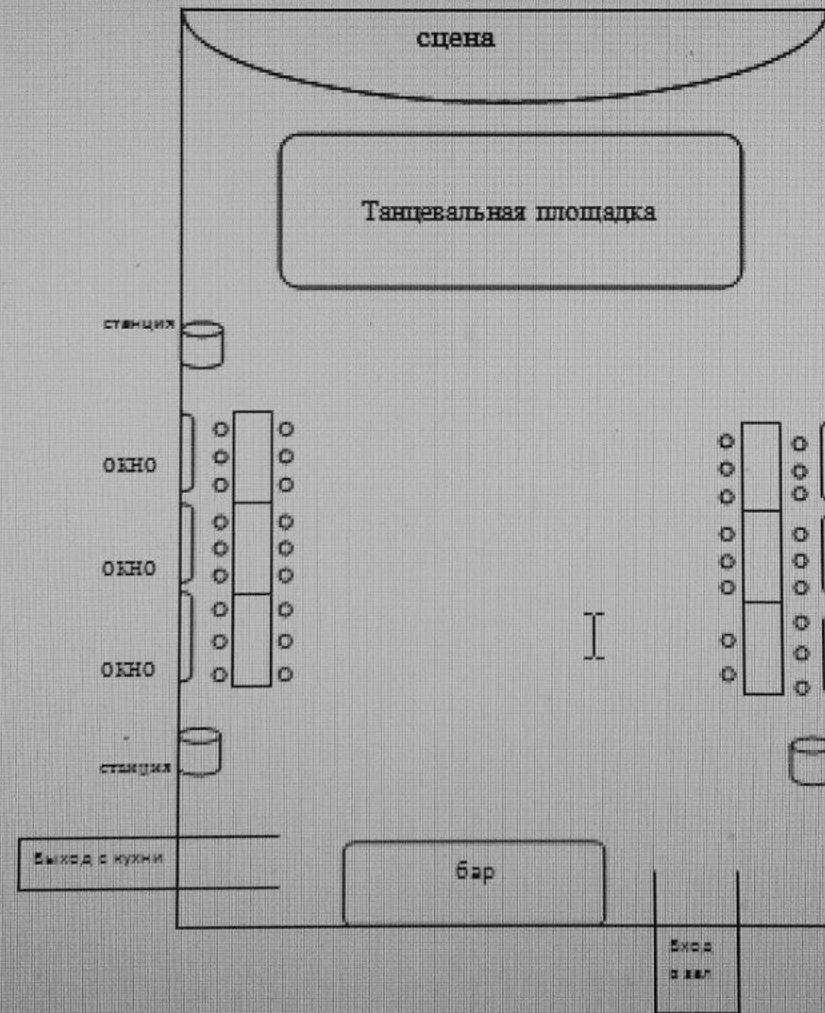 сцена
Танцевальная площадка
станция
ОКНО
ОКНО
ОКНО
станция
Выход с кухни
бар
Вход
в зал